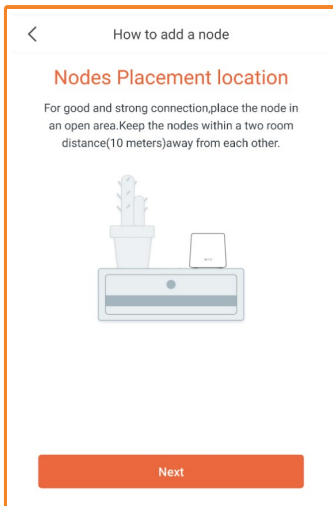 How to add a node
Nodes Placement location
For good and strong connection,place the node in
an open area.Keep the nodes within a two room
distance(10 meters)away from each other.
Next